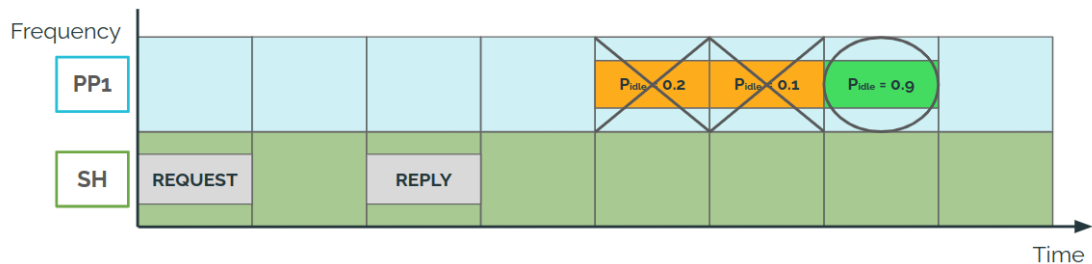 Frequency
PP1
Pidle = 0.2
Pidle = 0.1
Pidle = 0.9
SH
REQUEST
REPLY
Time